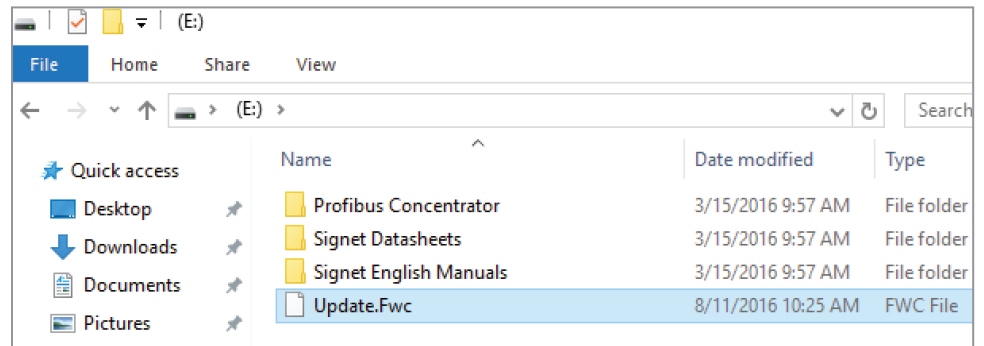 (E:)
File Home Share View
(E:) Search
Name Date modified Type
Quick access
Desktop
Downloads
Documents
Pictures
Profibus Concentrator 3/15/2016 9:57 AM File folder
Signet Datasheets 3/15/2016 9:57 AM File folder
Signet English Manuals 3/15/2016 9:57 AM File folder
Update.Fwc 8/11/2016 10:25 AM FWC File